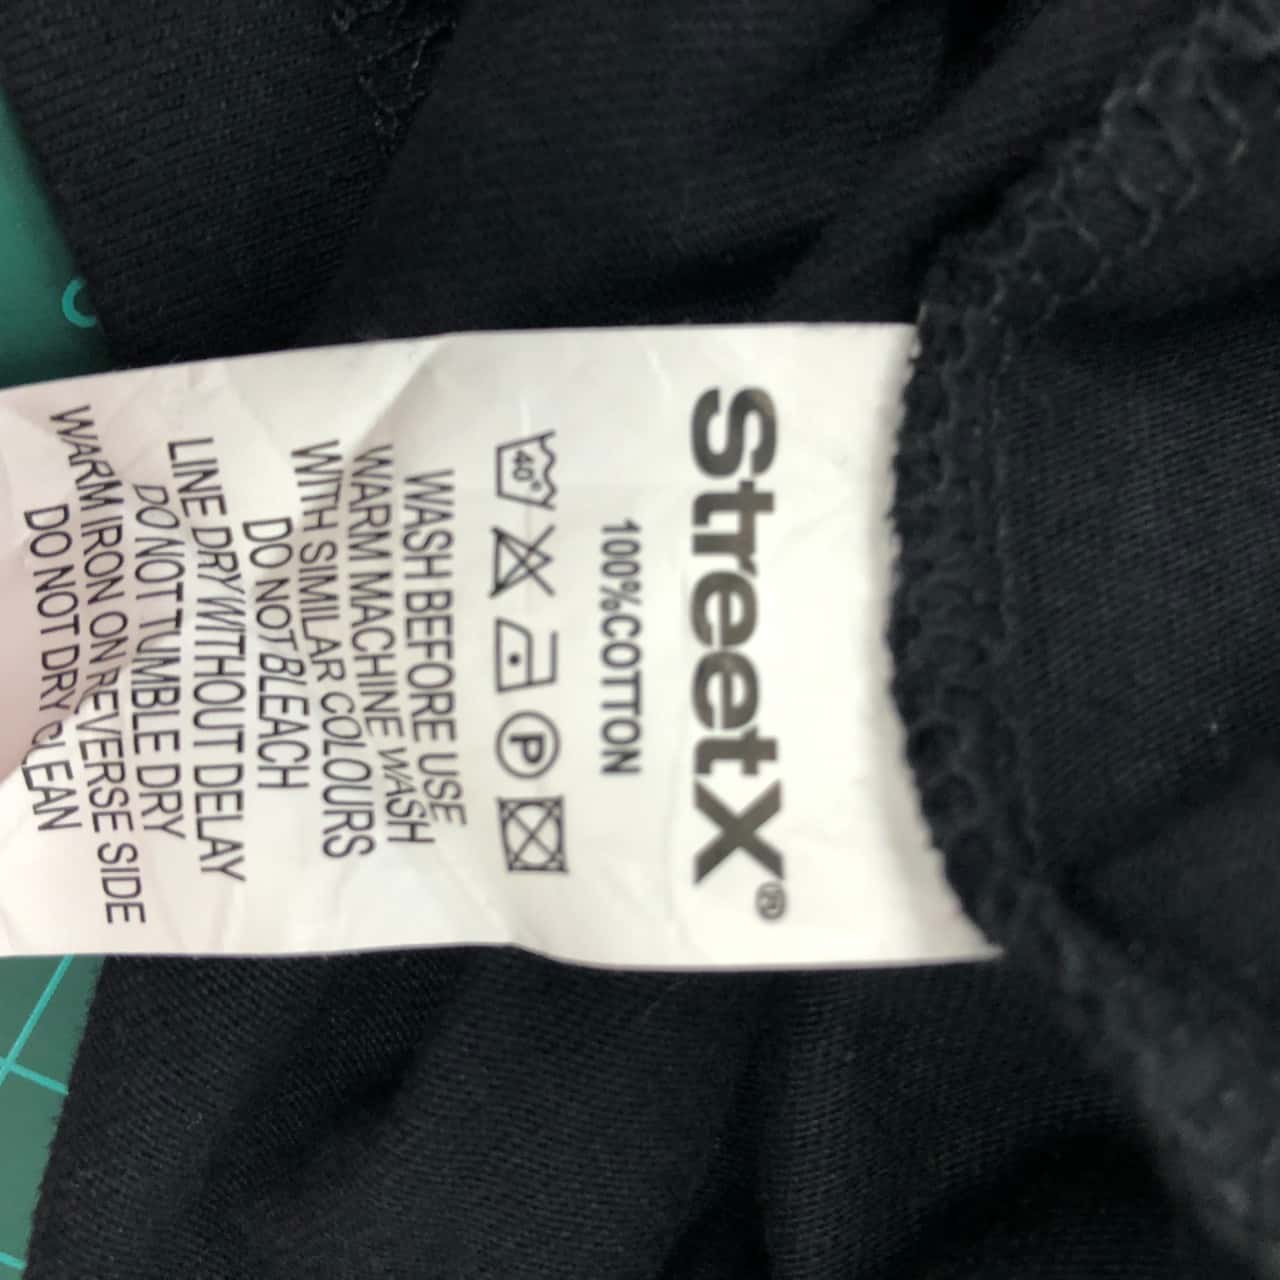 StreetX®
100%COTTON
40° P
WASH BEFORE USE
WARM MACHINE WASH
WITH SIMILAR COLOURS
DO NOT BLEACH
LINE DRY WITHOUT DELAY
DO NOT TUMBLE DRY
WARM IRON ON REVERSE SIDE
DO NOT DRY CLEAN